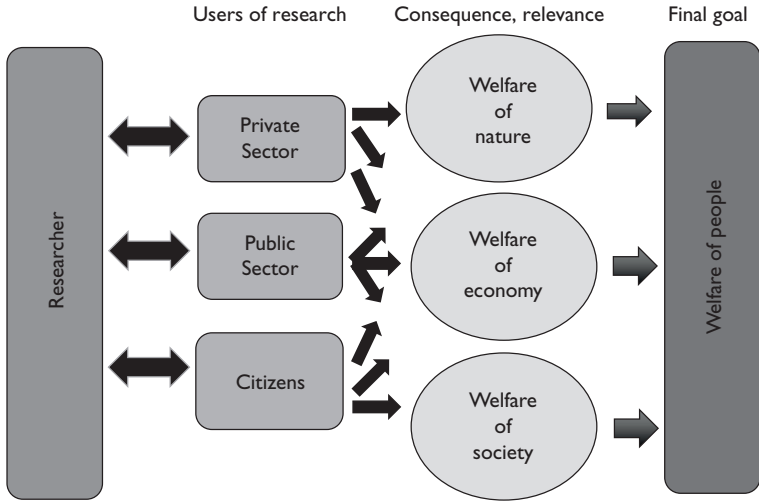 Users of research
Consequence, relevance
Final goal
Researcher
Private
Sector
Public
Sector
Citizens
Welfare
of
nature
Welfare
of
economy
Welfare
of
society
Welfare of people